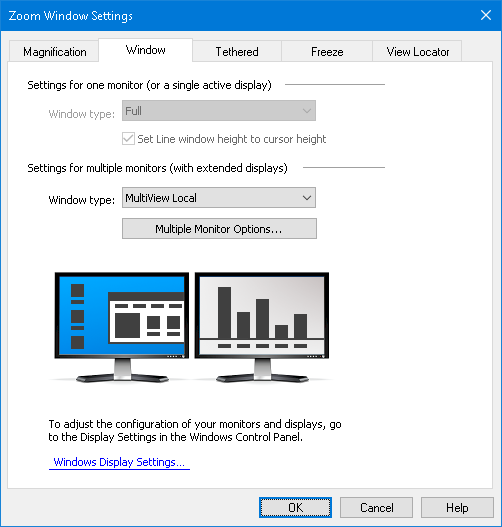 Zoom Window Settings
Magnification
Window
Tethered
Freeze
View Locator
Settings for one monitor (or a single active display)
Window type: Full
Set Line window height to cursor height
Settings for multiple monitors (with extended displays)
Window type: MultiView Local
Multiple Monitor Options...
To adjust the configuration of your monitors and displays, go
to the Display Settings in the Windows Control Panel.
Windows Display Settings...
OK
Cancel
Help